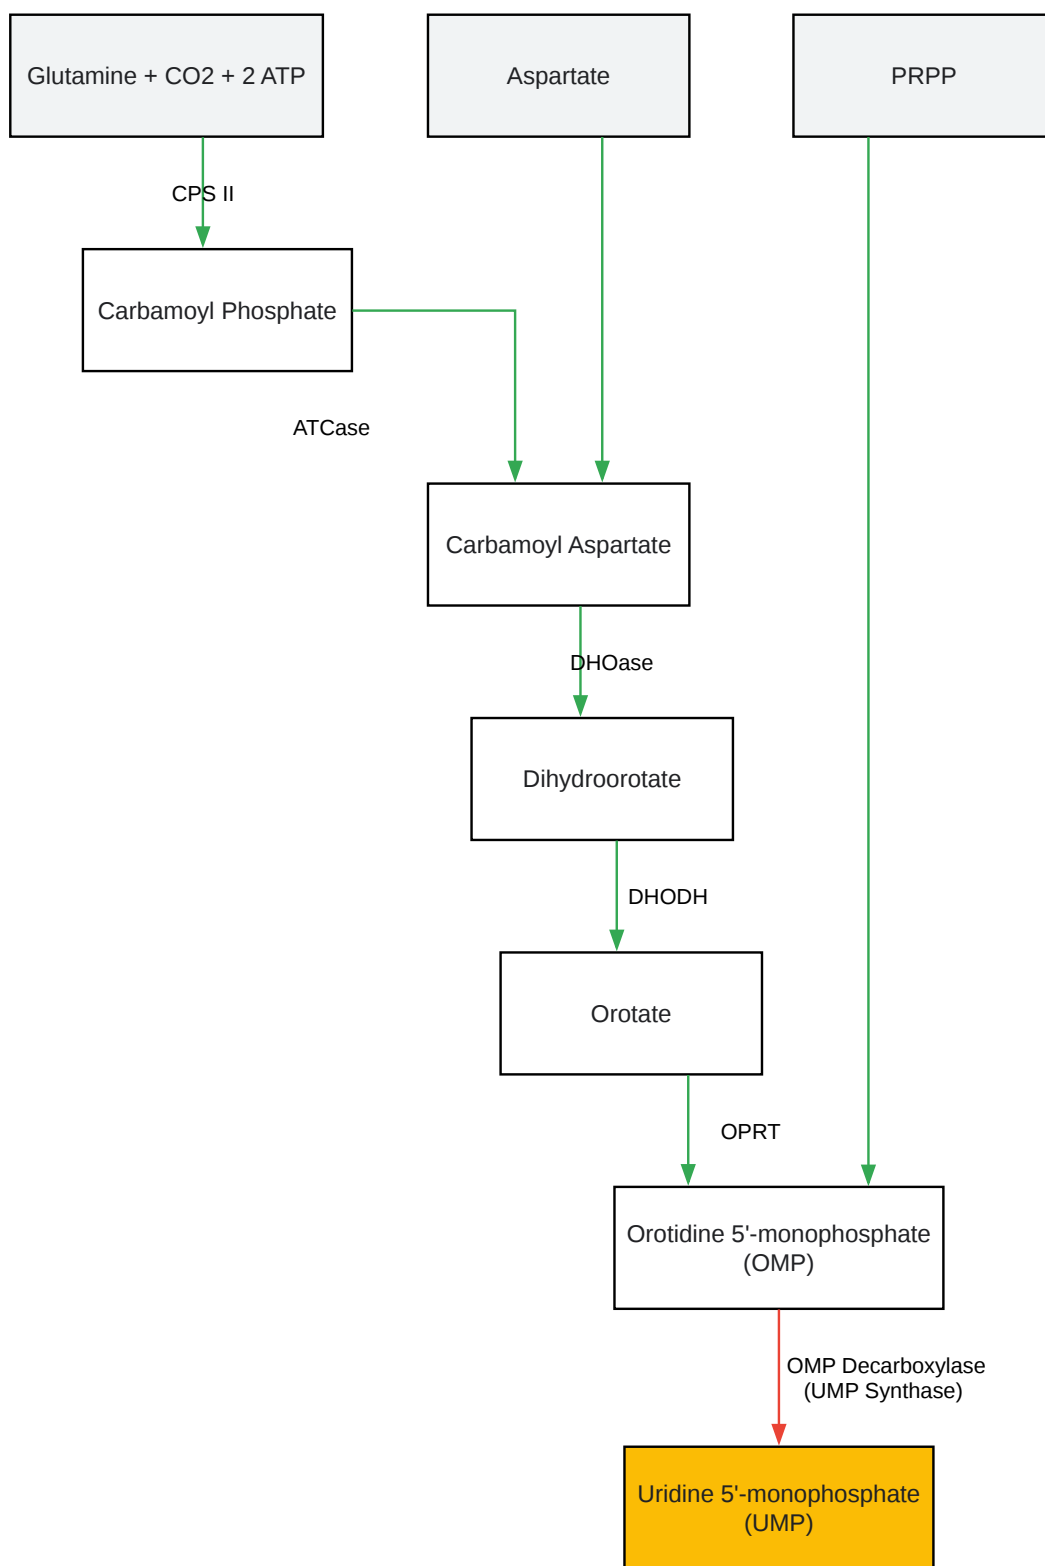 Glutamine + CO2 + 2 ATP
Aspartate
PRPP
CPS II
Carbamoyl Phosphate
ATCase
Carbamoyl Aspartate
DHOase
Dihydroorotate
DHODH
Orotate
OPRT
Orotidine 5'-monophosphate
(OMP)
OMP Decarboxylase
(UMP Synthase)
Uridine 5'-monophosphate
(UMP)